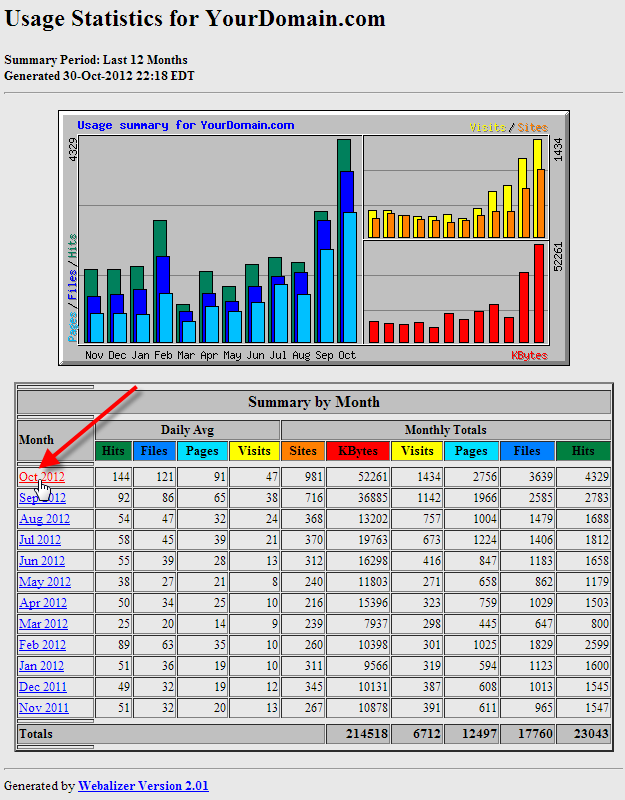 Usage Statistics for YourDomain.com
Summary Period: Last 12 Months
Generated 30-Oct-2012 22:18 EDT
Usage summary for YourDomain.com
Visits / Sites
4329
1434
Pages / Files / Hits
52261
Nov Dec Jan Feb Mar Apr May Jun Jul Aug Sep Oct
KBytes
Summary by Month
Month Daily Avg Monthly Totals
Hits Files Pages Visits Sites KBytes Visits Pages Files Hits
Oct 2012 144 121 91 47 981 52261 1434 2756 3639 4329
Sep 2012 92 86 65 38 716 36885 1142 1966 2585 2783
Aug 2012 54 47 32 24 368 13202 757 1004 1479 1688
Jul 2012 58 45 39 21 370 19763 673 1224 1406 1812
Jun 2012 55 39 28 13 312 16298 416 847 1183 1658
May 2012 38 27 21 8 240 11803 271 658 862 1179
Apr 2012 50 34 25 10 216 15396 323 759 1029 1503
Mar 2012 25 20 14 9 239 7937 298 445 647 800
Feb 2012 89 63 35 10 260 10398 301 1025 1829 2599
Jan 2012 51 36 19 10 311 9566 319 594 1123 1600
Dec 2011 49 32 19 12 345 10131 387 608 1013 1545
Nov 2011 51 32 20 13 267 10878 391 611 965 1547
Totals 214518 6712 12497 17760 23043
Generated by Webalizer Version 2.01